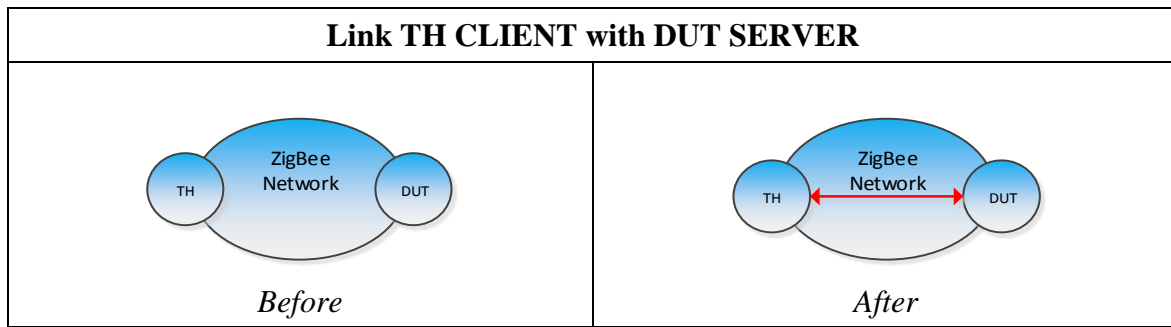 Link TH CLIENT with DUT SERVER
ZigBee
Network
TH
DUT
Before
ZigBee
Network
TH
DUT
After